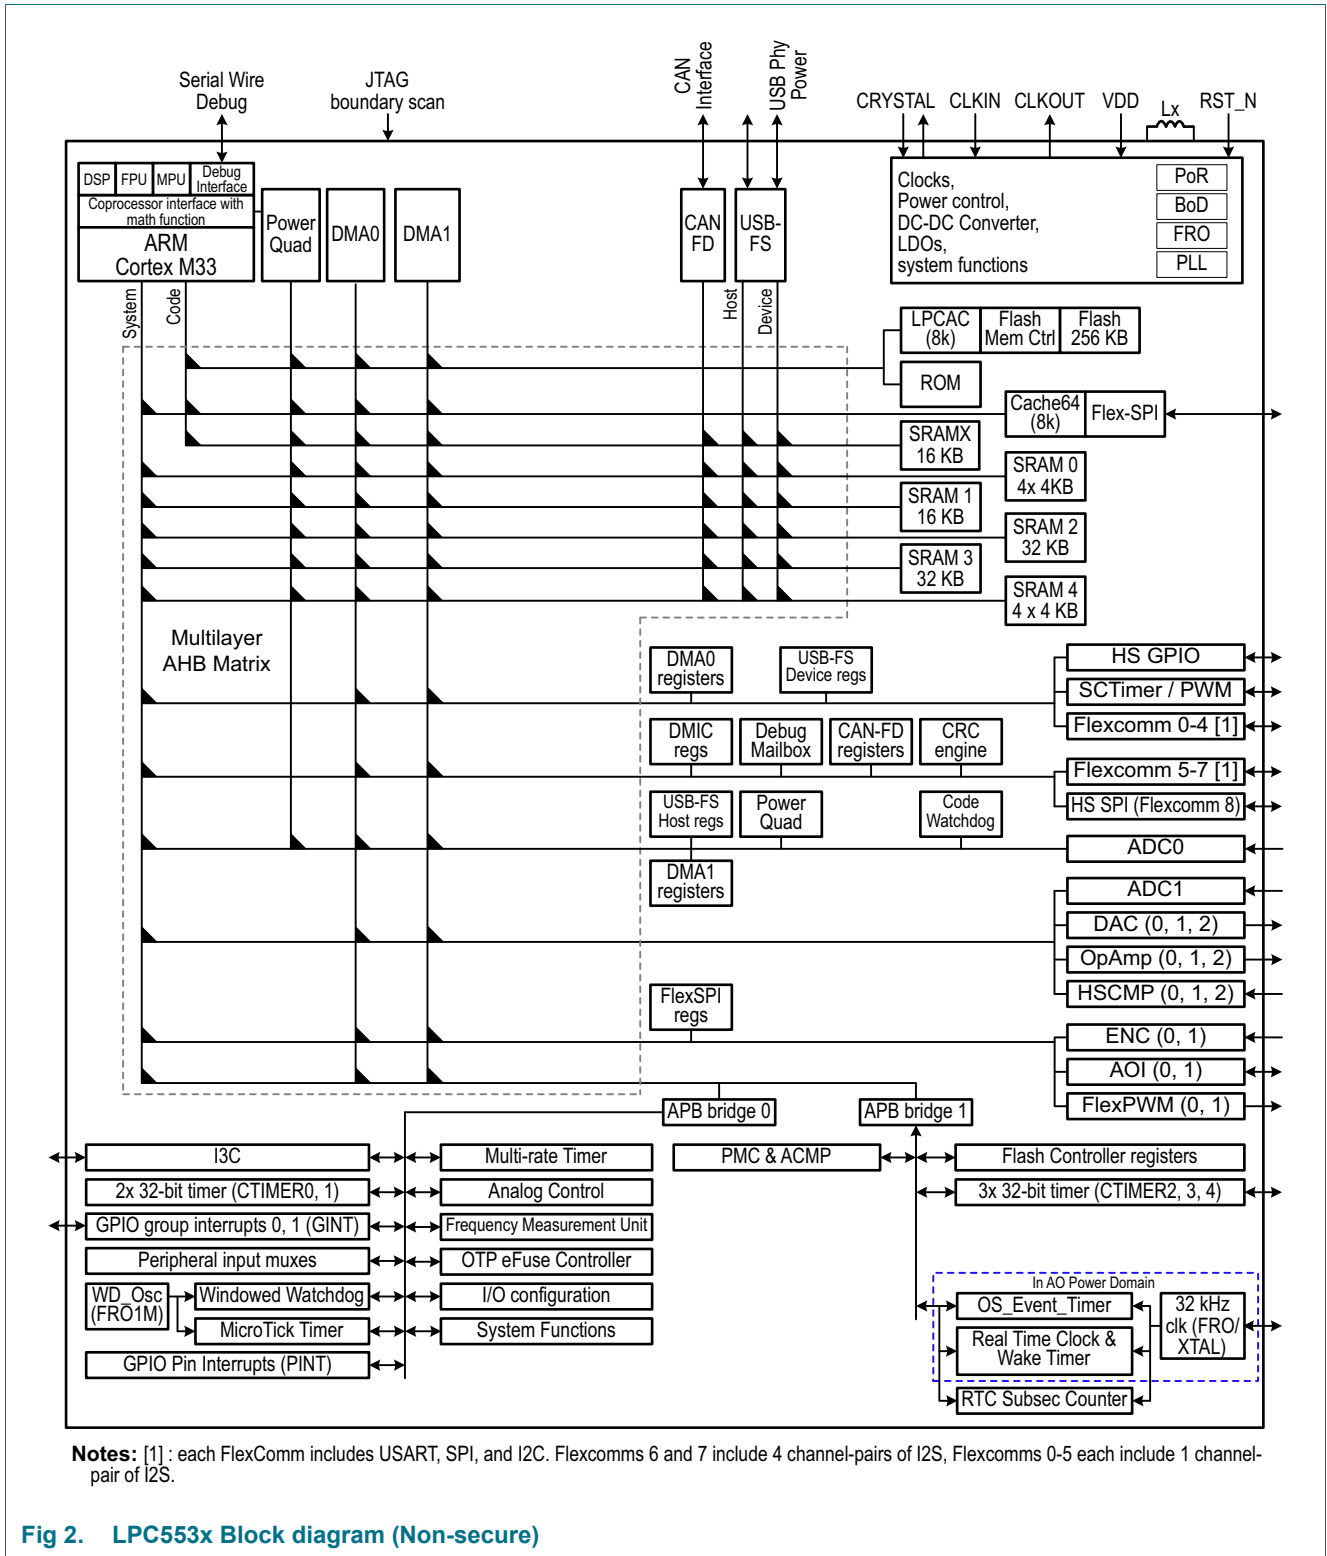 Serial Wire
Debug
JTAG
boundary scan
CAN
Interface
USB Phy
Power
CRYSTAL
CLKIN
CLKOUT
VDD
Lx
RST_N
DSP
FPU
MPU
Debug
Interface
Coprocessor interface with
math function
ARM
Cortex M33
Power
Quad
DMA0
DMA1
CAN
FD
USB-
FS
Clocks,
Power control,
DC-DC Converter,
LDOs,
system functions
PoR
BoD
FRO
PLL
System
Code
Host
Device
LPCAC
(8k)
Flash
Mem Ctrl
Flash
256 KB
ROM
Cache64
(8k)
Flex-SPI
SRAMX
16 KB
SRAM 0
4x 4KB
SRAM 1
16 KB
SRAM 2
32 KB
SRAM 3
32 KB
SRAM 4
4 x 4 KB
Multilayer
AHB Matrix
DMA0
registers
USB-FS
Device regs
HS GPIO
SCTimer / PWM
Flexcomm 0-4 [1]
DMIC
regs
Debug
Mailbox
CAN-FD
registers
CRC
engine
Flexcomm 5-7 [1]
HS SPI (Flexcomm 8)
USB-FS
Host regs
Power
Quad
Code
Watchdog
ADC0
DMA1
registers
ADC1
DAC (0, 1, 2)
OpAmp (0, 1, 2)
HSCMP (0, 1, 2)
FlexSPI
regs
ENC (0, 1)
AOI (0, 1)
FlexPWM (0, 1)
APB bridge 0
APB bridge 1
I3C
Multi-rate Timer
PMC & ACMP
Flash Controller registers
2x 32-bit timer (CTIMER0, 1)
Analog Control
3x 32-bit timer (CTIMER2, 3, 4)
GPIO group interrupts 0, 1 (GINT)
Frequency Measurement Unit
Peripheral input muxes
OTP eFuse Controller
WD_Osc
(FRO1M)
Windowed Watchdog
I/O configuration
MicroTick Timer
System Functions
GPIO Pin Interrupts (PINT)
In AO Power Domain
OS_Event_Timer
32 kHz
clk (FRO/
XTAL)
Real Time Clock &
Wake Timer
RTC Subsec Counter
Notes: [1] : each FlexComm includes USART, SPI, and I2C. Flexcomms 6 and 7 include 4 channel-pairs of I2S, Flexcomms 0-5 each include 1 channel-
pair of I2S.
Fig 2. LPC553x Block diagram (Non-secure)